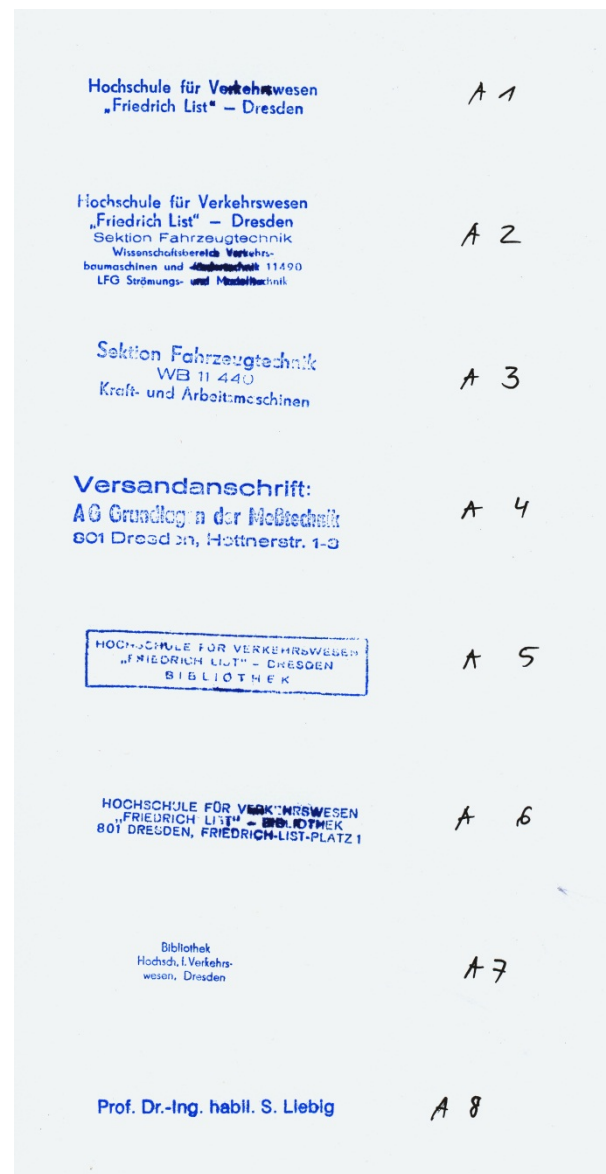 Hochschule für Verkehrswesen
„Friedrich List" — Dresden
A 1
Hochschule für Verkehrswesen
„Friedrich List" — Dresden
Sektion Fahrzeugtechnik
Wissenschaftsbereich Verkehrs-
baumaschinen und 11490
LFG Strömungs- und Modelltechnik
A 2
Sektion Fahrzeugtechnik
WB 11 440
Kraft- und Arbeitsmaschinen
A 3
Versandanschrift:
AG Grundlagen der Meßtechnik
801 Dresden, Hettnerstr. 1-3
A 4
HOCHSCHULE FÜR VERKEHRSWESEN
„FRIEDRICH LIST" – DRESDEN
BIBLIOTHEK
A 5
HOCHSCHULE FÜR VERKEHRSWESEN
„FRIEDRICH LIST" – BIBLIOTHEK
801 DRESDEN, FRIEDRICH-LIST-PLATZ 1
A 6
Bibliothek
Hochsch. f. Verkehrs-
wesen, Dresden
A 7
Prof. Dr.-Ing. habil. S. Liebig
A 8